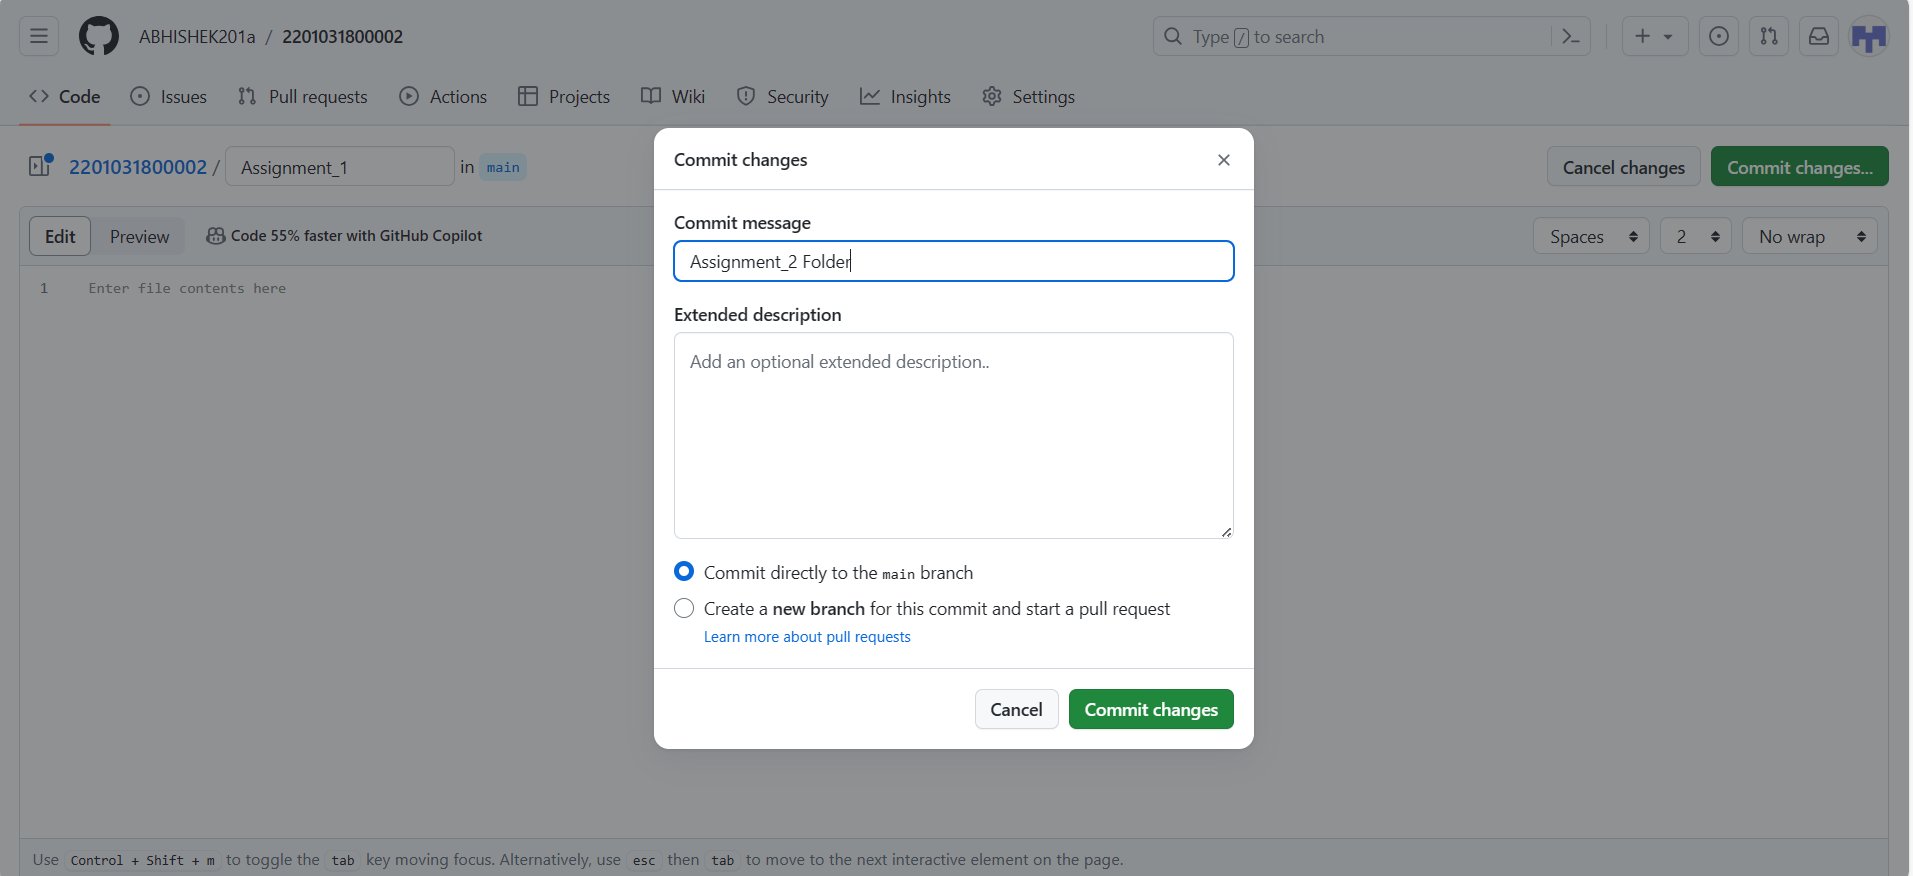 ABHISHEK201a / 2201031800002
Type / to search
Code Issues Pull requests Actions Projects Wiki Security Insights Settings
2201031800002 / Assignment_1 in main
Cancel changes Commit changes...
Edit Preview Code 55% faster with GitHub Copilot
Spaces 2 No wrap
1 Enter file contents here
Commit changes
Commit message
Assignment_2 Folder
Extended description
Add an optional extended description..
Commit directly to the main branch
Create a new branch for this commit and start a pull request
Learn more about pull requests
Cancel Commit changes
Use Control + Shift + m to toggle the tab key moving focus. Alternatively, use esc then tab to move to the next interactive element on the page.